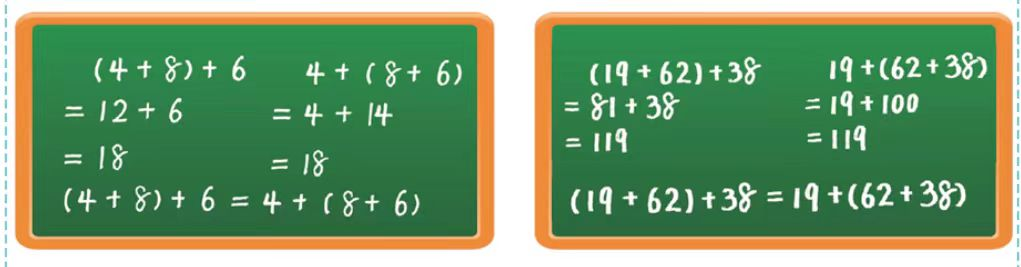 (4 + 8) + 6
= 12 + 6
= 18
4 + (8 + 6)
= 4 + 14
= 18
(4 + 8) + 6 = 4 + (8 + 6)
(19 + 62) + 38
= 81 + 38
= 119
19 + (62 + 38)
= 19 + 100
= 119
(19 + 62) + 38 = 19 + (62 + 38)